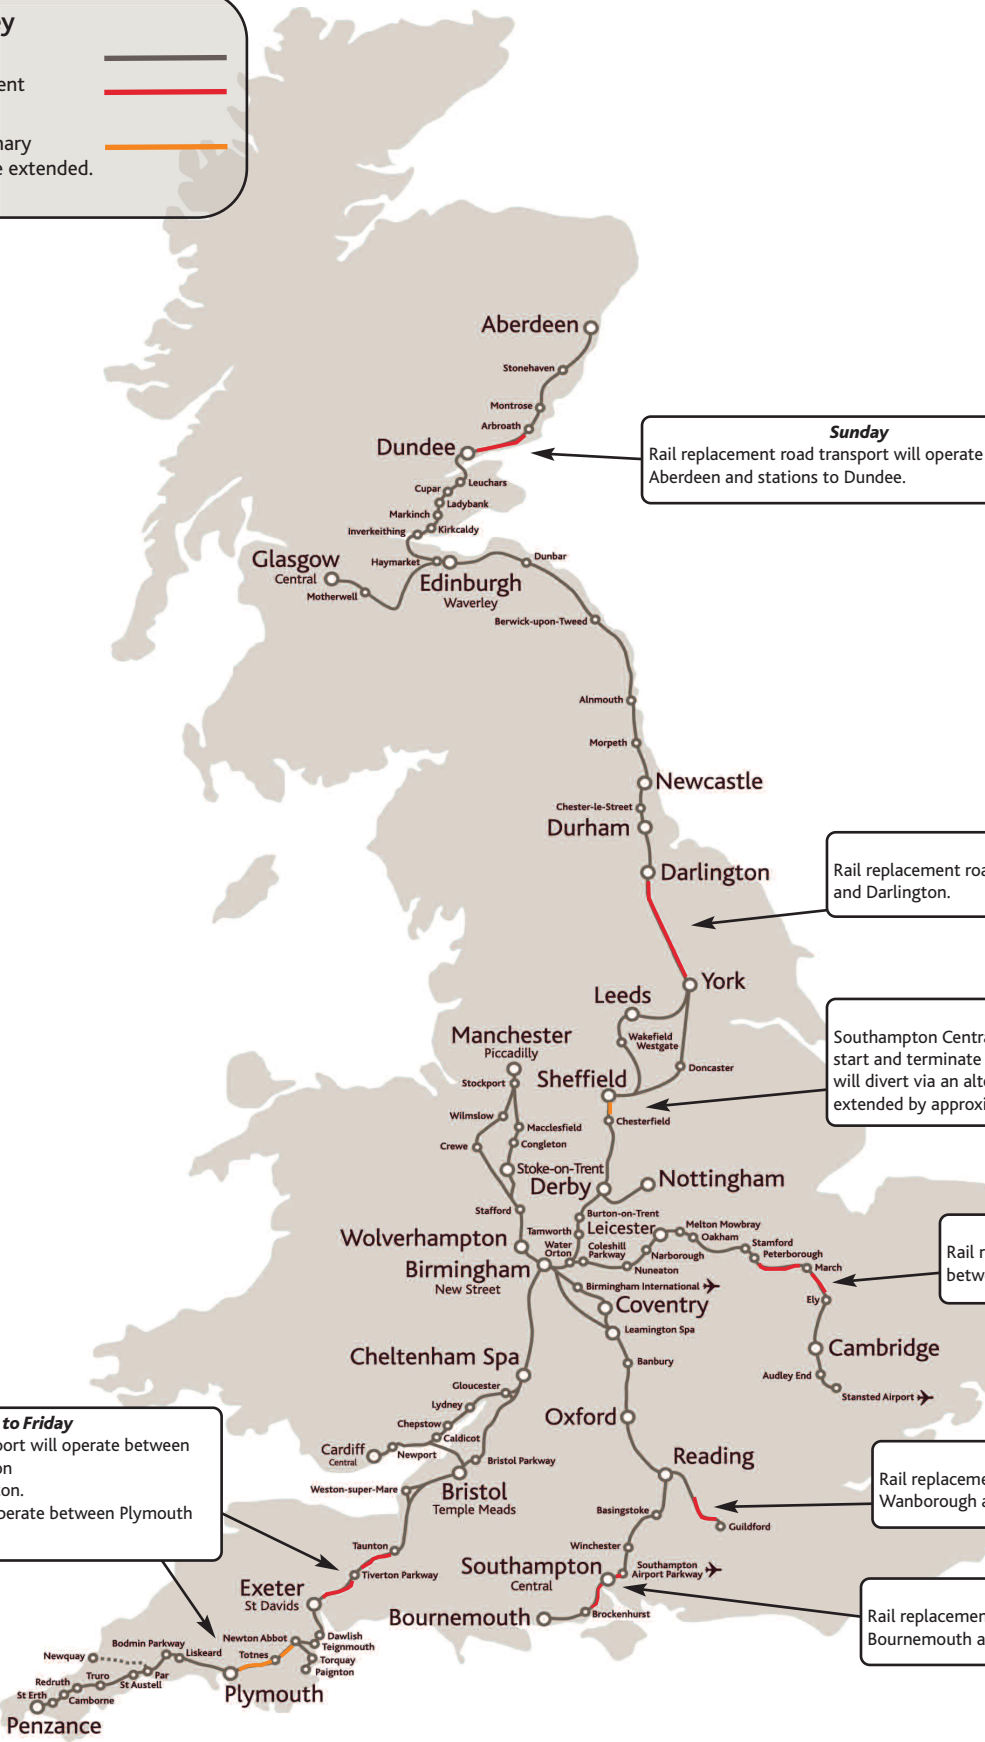 ey
ent
nary
e extended.
Aberdeen
Stonehaven
Montrose
Arbroath
Dundee
Sunday
Rail replacement road transport will operate
Aberdeen and stations to Dundee.
Leuchars
Cupar
Ladybank
Markinch
Kirkcaldy
Inverkeithing
Haymarket
Glasgow
Central
Motherwell
Edinburgh
Waverley
Dunbar
Berwick-upon-Tweed
Alnmouth
Morpeth
Newcastle
Chester-le-Street
Durham
Darlington
Rail replacement roa
and Darlington.
York
Leeds
Wakefield
Westgate
Doncaster
Manchester
Piccadilly
Stockport
Sheffield
Southampton Centra
start and terminate
will divert via an alte
extended by approxi
Wilmslow
Macclesfield
Chesterfield
Crewe
Congleton
Stoke-on-Trent
Derby
Nottingham
Stafford
Burton-on-Trent
Tamworth
Leicester
Melton Mowbray
Oakham
Stamford
Peterborough
March
Wolverhampton
Water
Orton
Coleshill
Parkway
Narborough
Nuneaton
Rail r
betw
Birmingham
New Street
Birmingham International
Ely
Coventry
Leamington Spa
Cambridge
Cheltenham Spa
Banbury
Audley End
Stansted Airport
Gloucester
Lydney
Chepstow
Caldicot
Oxford
Cardiff
Central
Newport
Bristol Parkway
Reading
Weston-super-Mare
Bristol
Temple Meads
Rail replaceme
Wanborough a
Basingstoke
Guildford
to Friday
port will operate between
on
ton.
perate between Plymouth
Winchester
Taunton
Tiverton Parkway
Southampton
Central
Southampton
Airport Parkway
Exeter
St Davids
Bournemouth
Brockenhurst
Rail replacemen
Bournemouth a
Dawlish
Teignmouth
Newton Abbot
Torquay
Paignton
Totnes
Bodmin Parkway
Liskeard
Newquay
Plymouth
Par
St Austell
Truro
Redruth
Camborne
St Erth
Penzance